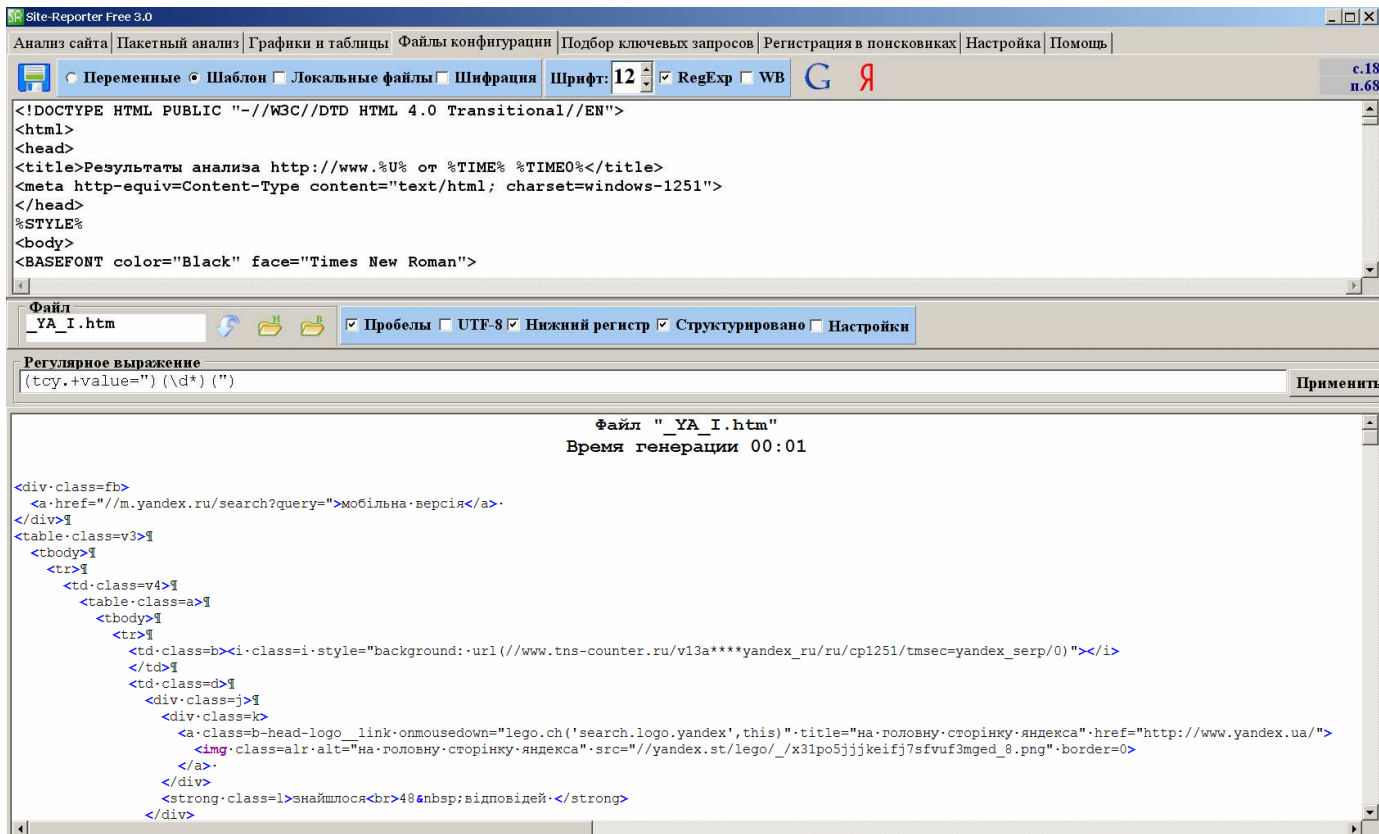 Site-Reporter Free 3.0
Анализ сайта Пакетный анализ Графики и таблицы Файлы конфигурации Подбор ключевых запросов Регистрация в поисковиках Настройка Помощь
Переменные Шаблон Локальные файлы Шифрация Шрифт: 12 RegExp WB G Я с.18
п.68
<!DOCTYPE HTML PUBLIC "-//W3C//DTD HTML 4.0 Transitional//EN">
<html>
<head>
<title>Результаты анализа http://www.%U% от %TIME% %TIME0%</title>
<meta http-equiv=Content-Type content="text/html; charset=windows-1251">
</head>
%STYLE%
<body>
<BASEFONT color="Black" face="Times New Roman">
Файл
_YA_I.htm Пробелы UTF-8 Нижний регистр Структурировано Настройки
Регулярное выражение
(tcy.+value=")(\d*)(") Применить
Файл "_YA_I.htm"
Время генерации 00:01
<div·class=fb>
<a·href="//m.yandex.ru/search?query=">мобільна·версія</a>·
</div>¶
<table·class=v3>¶
<tbody>¶
<tr>¶
<td·class=v4>¶
<table·class=a>¶
<tbody>¶
<tr>¶
<td·class=b><i·class=i·style="background:·url(//www.tns-counter.ru/v13a****yandex_ru/ru/cp1251/tmsec=yandex_serp/0)"></i>
</td>¶
<td·class=d>¶
<div·class=j>¶
<div·class=k>
<a·class=b-head-logo__link·onmousedown="lego.ch('search.logo.yandex',this)"·title="на·головну·сторінку·яндекса"·href="http://www.yandex.ua/">
<img·class=alr·alt="на·головну·сторінку·яндекса"·src="//yandex.st/lego/_/x31po5jjjkeifj7sfvuf3mged_8.png"·border=0>
</a>·
</div>
<strong·class=l>знайшлося<br>48&nbsp;відповідей·</strong>
</div>